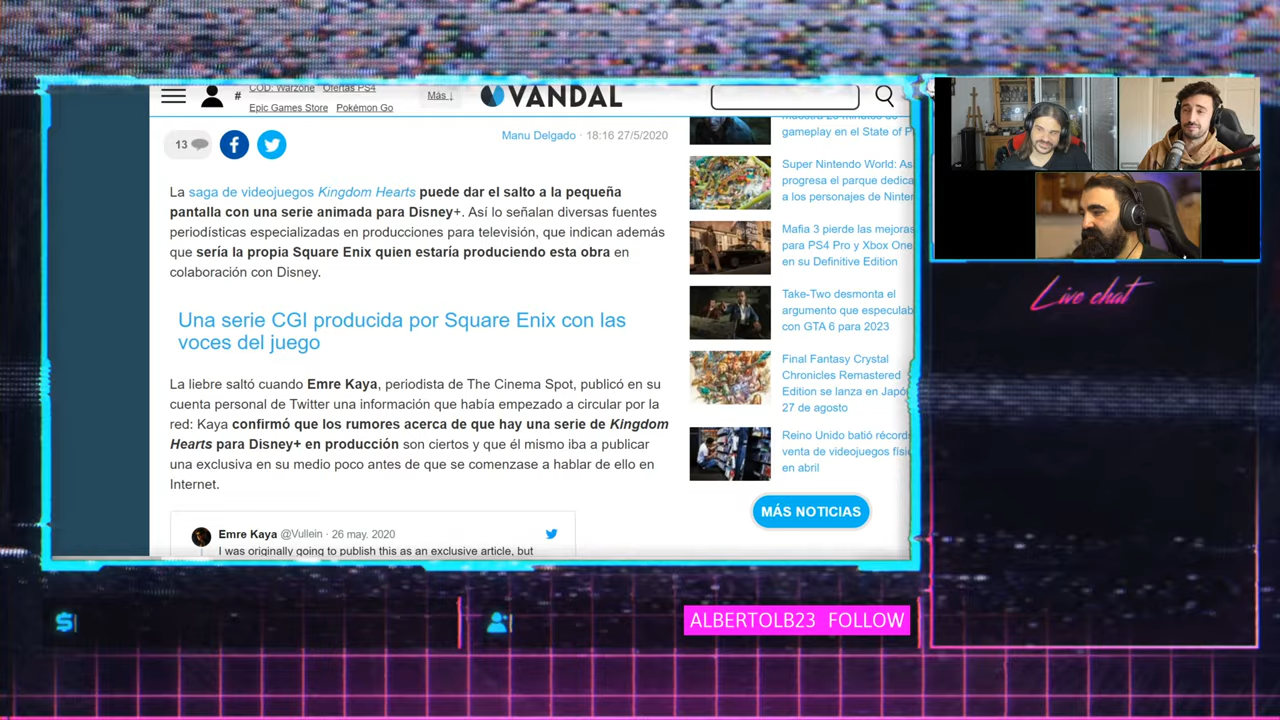 COD: Warzone Ofertas PS4
# Epic Games Store Pokémon Go
Más ↓
VANDAL
13
Manu Delgado · 18:16 27/5/2020
La saga de videojuegos Kingdom Hearts puede dar el salto a la pequeña
pantalla con una serie animada para Disney+. Así lo señalan diversas fuentes
periodísticas especializadas en producciones para televisión, que indican además
que sería la propia Square Enix quien estaría produciendo esta obra en
colaboración con Disney.
Una serie CGI producida por Square Enix con las
voces del juego
La liebre saltó cuando Emre Kaya, periodista de The Cinema Spot, publicó en su
cuenta personal de Twitter una información que había empezado a circular por la
red: Kaya confirmó que los rumores acerca de que hay una serie de Kingdom
Hearts para Disney+ en producción son ciertos y que él mismo iba a publicar
una exclusiva en su medio poco antes de que se comenzase a hablar de ello en
Internet.
Emre Kaya @Vullein · 26 may. 2020
I was originally going to publish this as an exclusive article, but
gameplay en el State of P
Super Nintendo World: As
progresa el parque dedica
a los personajes de Ninten
Mafia 3 pierde las mejoras
para PS4 Pro y Xbox One
en su Definitive Edition
Take-Two desmonta el
argumento que especulab
con GTA 6 para 2023
Final Fantasy Crystal
Chronicles Remastered
Edition se lanza en Japó
27 de agosto
Reino Unido batió récord
venta de videojuegos físi
en abril
MÁS NOTICIAS
Live chat
ALBERTOLB23 FOLLOW